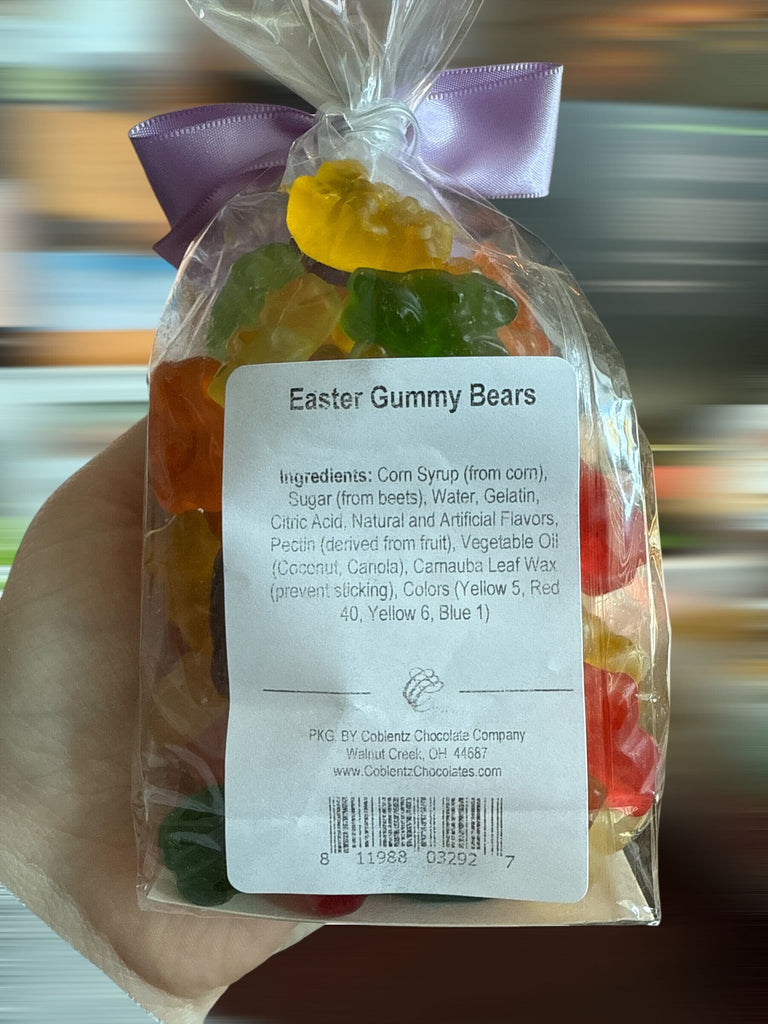 Easter Gummy Bears
Ingredients: Corn Syrup (from corn),
Sugar (from beets), Water, Gelatin,
Citric Acid, Natural and Artificial Flavors,
Pectin (derived from fruit), Vegetable Oil
(Coconut, Canola), Carnauba Leaf Wax
(prevent sticking), Colors (Yellow 5, Red
40, Yellow 6, Blue 1)
PKG. BY Coblentz Chocolate Company
Walnut Creek, OH 44687
www.CoblentzChocolates.com
8 11988 03292 7